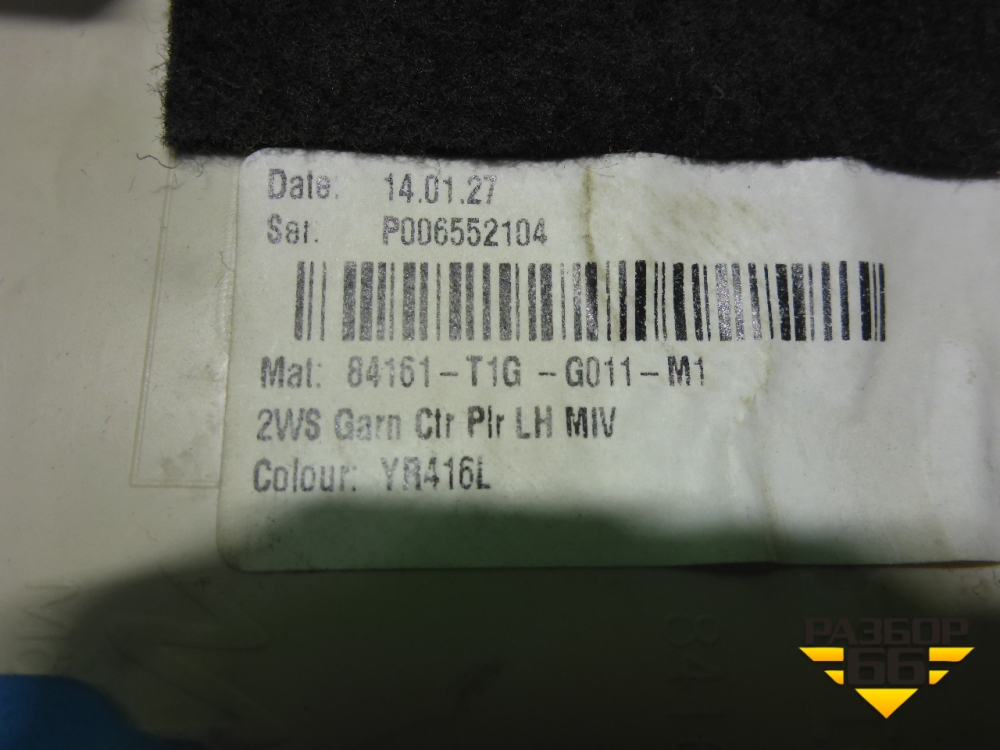 Date: 14.01.27
Ser. P006552104
Mat: 84161-T1G -G011-M1
2WS Garn Ctr Plr LH MIV
Colour: YR416L
841
РАЗБОР
66